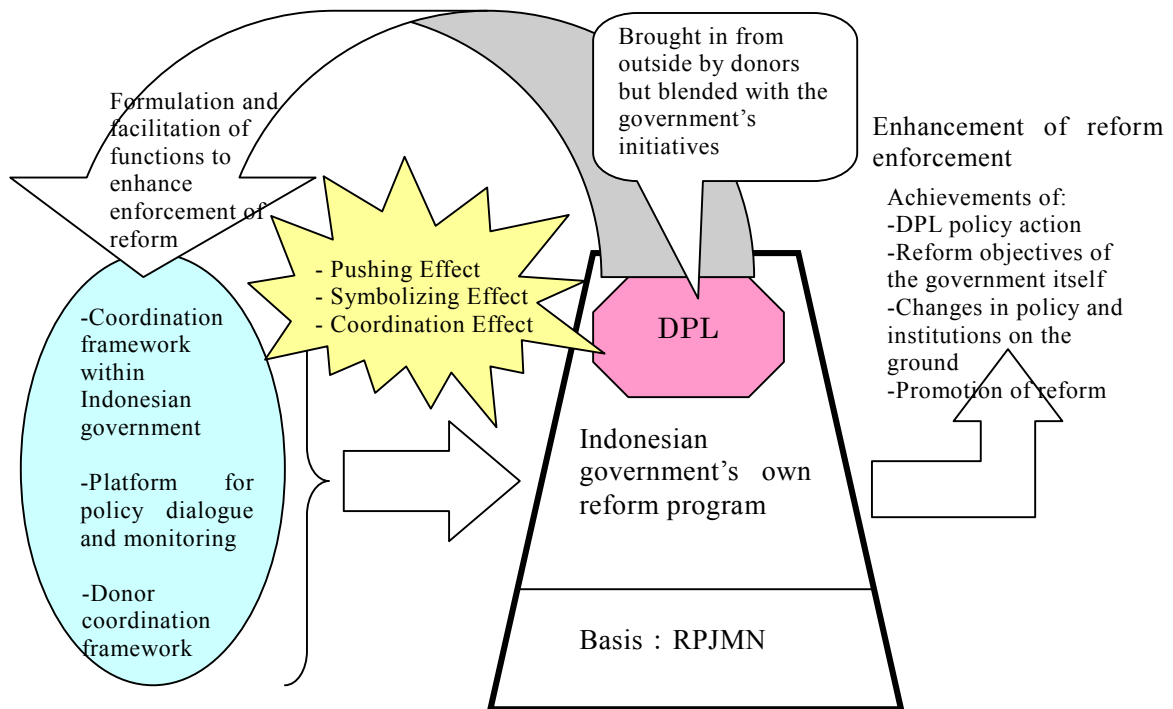 Brought in from
outside by donors
but blended with the
government’s
initiatives
Formulation and
facilitation of
functions to
enhance
enforcement of
reform
Enhancement of reform
enforcement
Achievements of:
-DPL policy action
-Reform objectives of
the government itself
-Changes in policy and
institutions on the
ground
-Promotion of reform
- Pushing Effect
- Symbolizing Effect
- Coordination Effect
DPL
-Coordination
framework
within
Indonesian
government
-Platform for
policy dialogue
and monitoring
-Donor
coordination
framework
Indonesian
government’s own
reform program
Basis : RPJMN